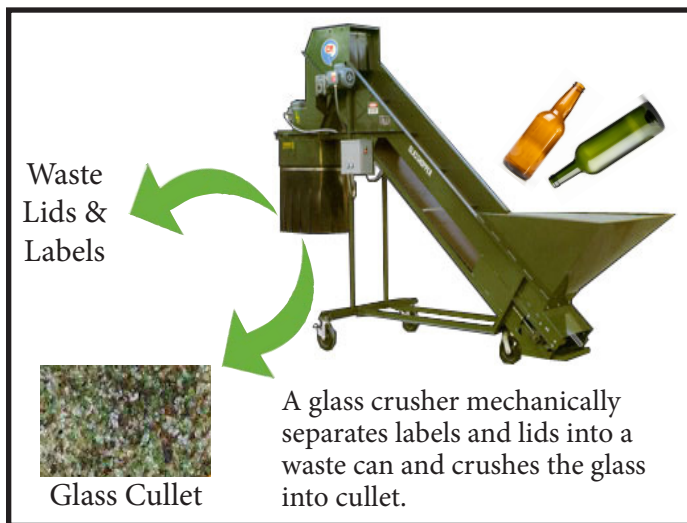 Waste
Lids &
Labels
Glass Cullet
A glass crusher mechanically
separates labels and lids into a
waste can and crushes the glass
into cullet.